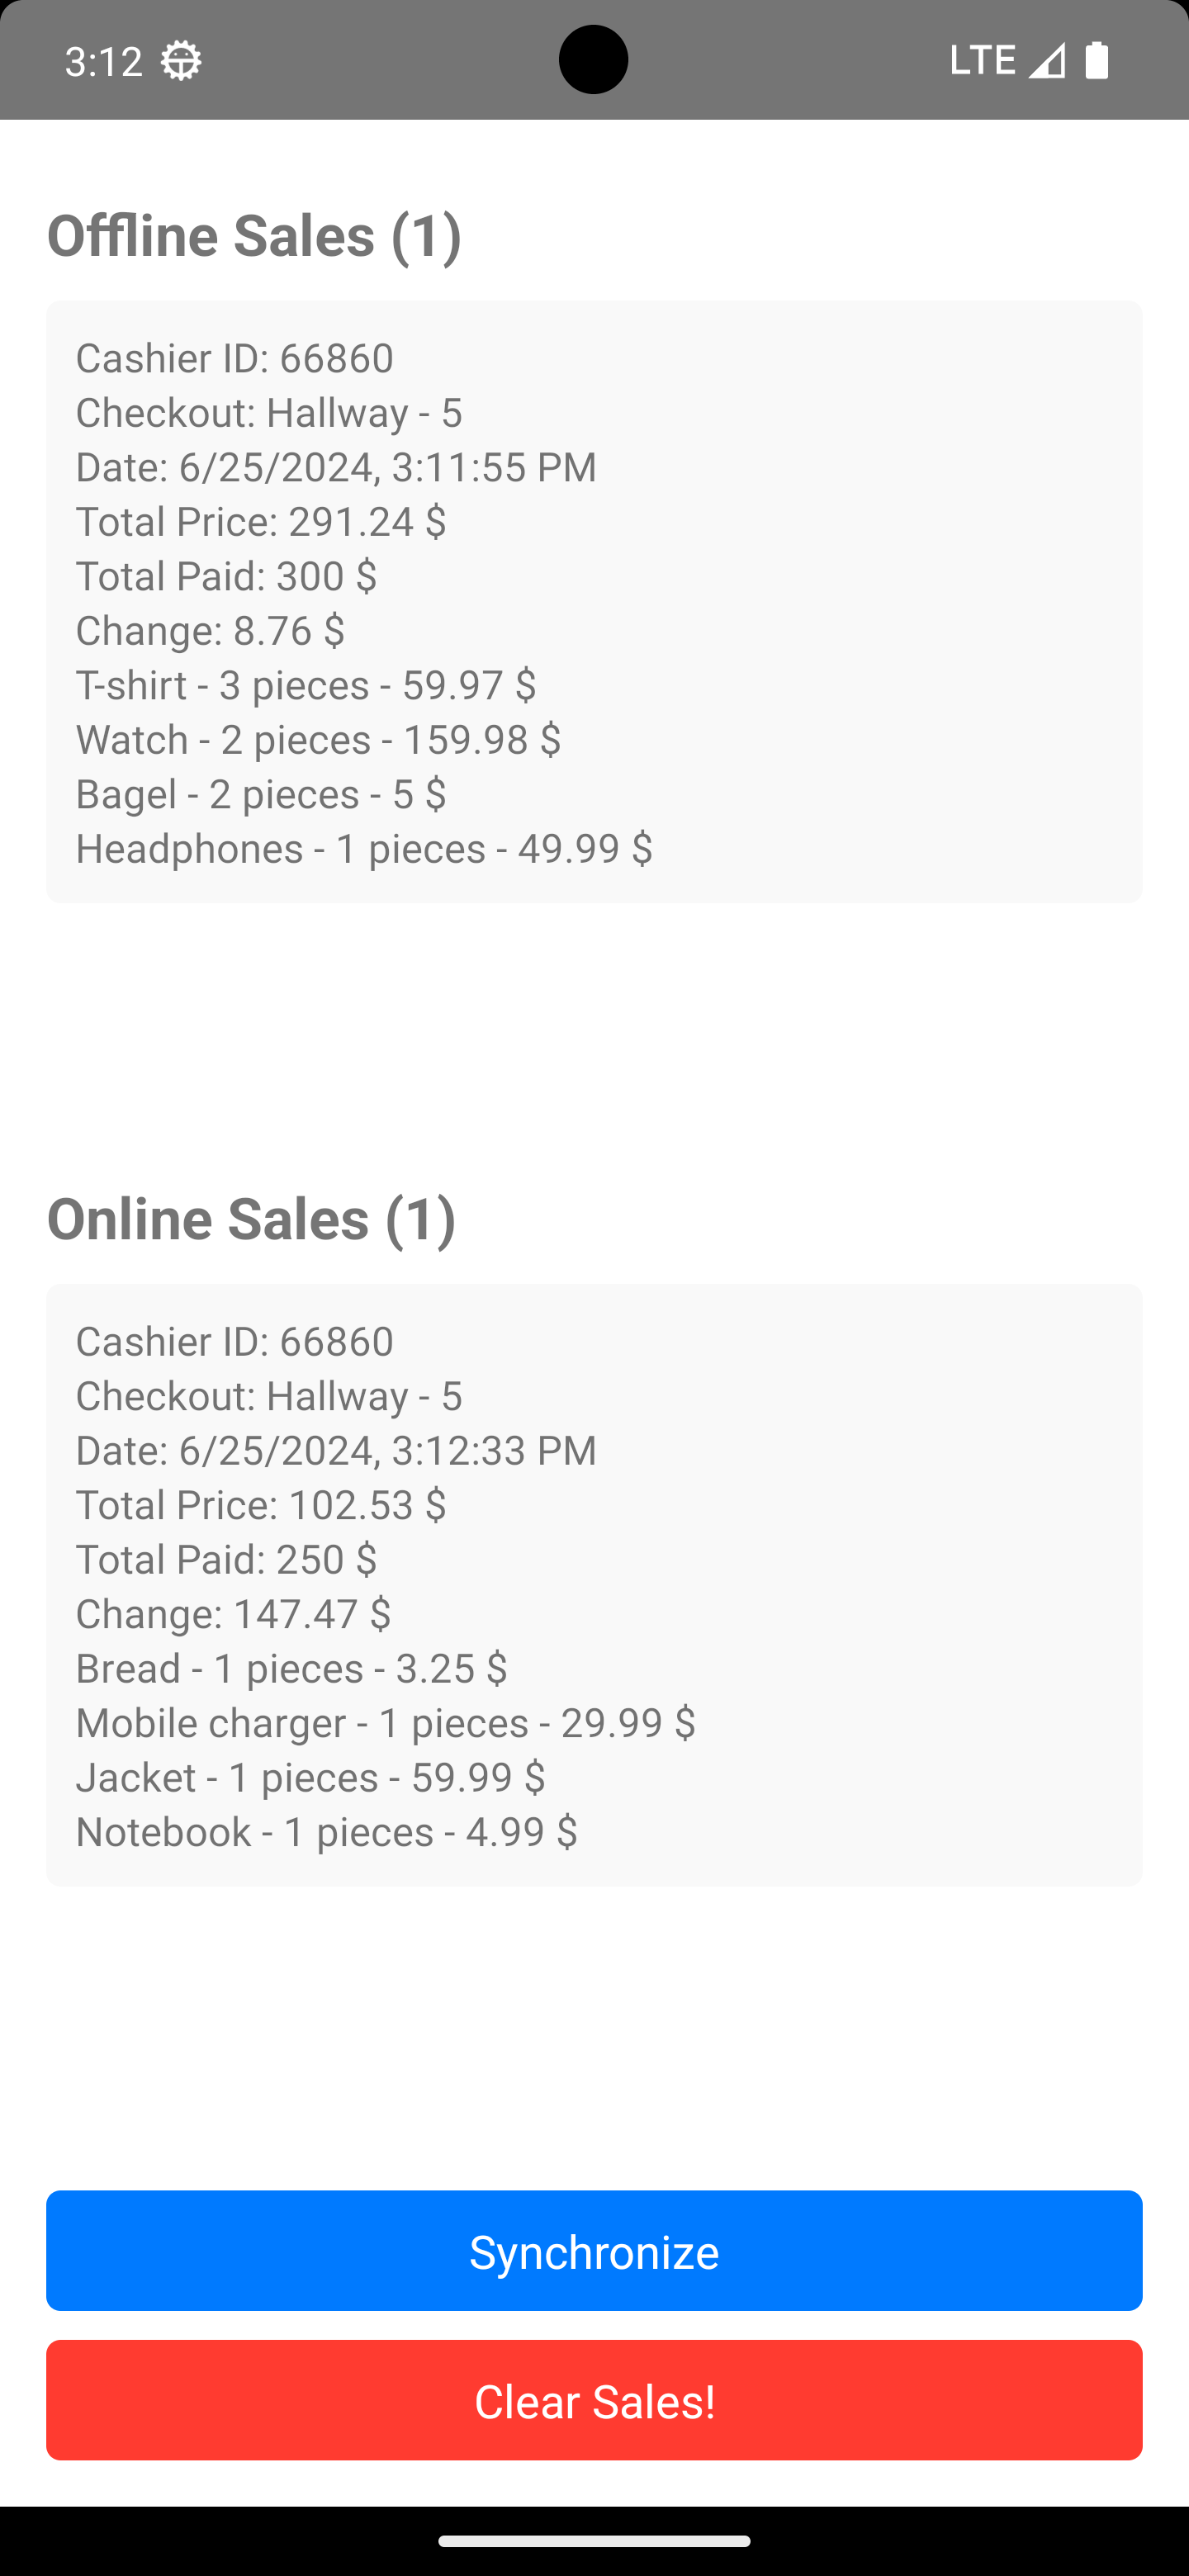 3:12
LTE
Offline Sales (1)
Cashier ID: 66860
Checkout: Hallway - 5
Date: 6/25/2024, 3:11:55 PM
Total Price: 291.24 $
Total Paid: 300 $
Change: 8.76 $
T-shirt - 3 pieces - 59.97 $
Watch - 2 pieces - 159.98 $
Bagel - 2 pieces - 5 $
Headphones - 1 pieces - 49.99 $
Online Sales (1)
Cashier ID: 66860
Checkout: Hallway - 5
Date: 6/25/2024, 3:12:33 PM
Total Price: 102.53 $
Total Paid: 250 $
Change: 147.47 $
Bread - 1 pieces - 3.25 $
Mobile charger - 1 pieces - 29.99 $
Jacket - 1 pieces - 59.99 $
Notebook - 1 pieces - 4.99 $
Synchronize
Clear Sales!